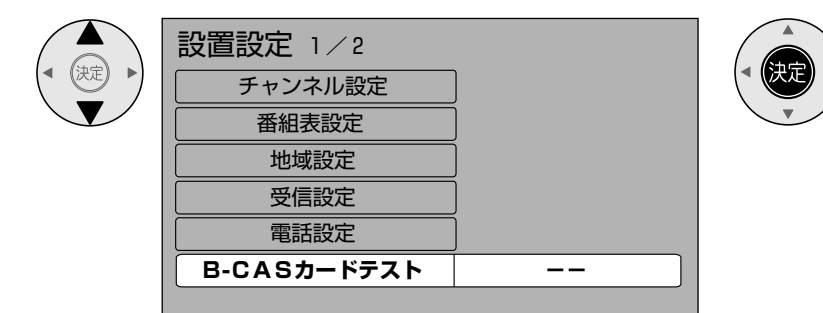 決定
設置設定 1／2
チャンネル設定
番組表設定
地域設定
受信設定
電話設定
B-CASカードテスト －－
決定